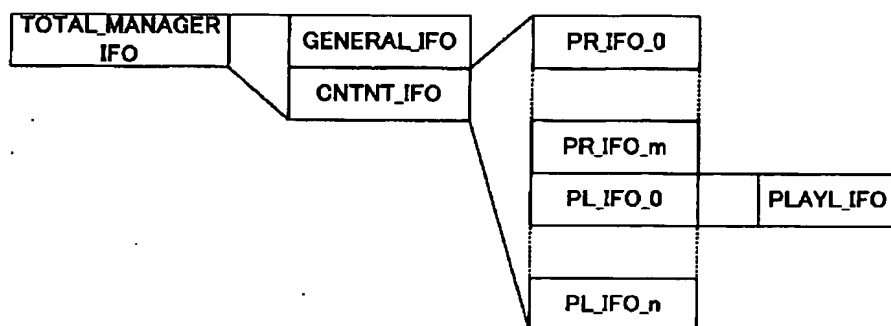 TOTAL_MANAGER
IFO
GENERAL_IFO
CNTNT_IFO
PR_IFO_0
PR_IFO_m
PL_IFO_0
PLAYL_IFO
PL_IFO_n